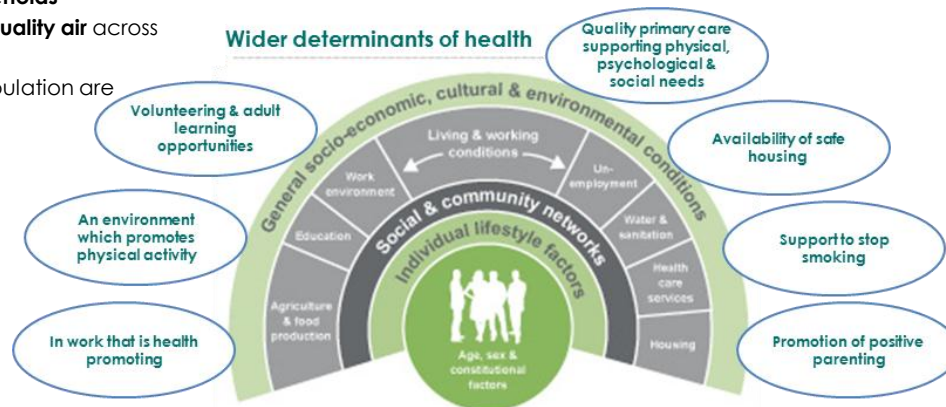 eholds
uality air across
oulation are
Wider determinants of health
Quality primary care
supporting physical,
psychological &
social needs
Volunteering & adult
learning
opportunities
Availability of safe
housing
An environment
which promotes
physical activity
Support to stop
smoking
In work that is health
promoting
Promotion of positive
parenting
General socio-economic, cultural & environmental conditions
Living & working
conditions
Work
environment
Un-
employment
Education
Water &
sanitation
Agriculture
& food
production
Health
care
services
Housing
Social & community networks
Individual lifestyle factors
Age, sex &
constitutional
factors